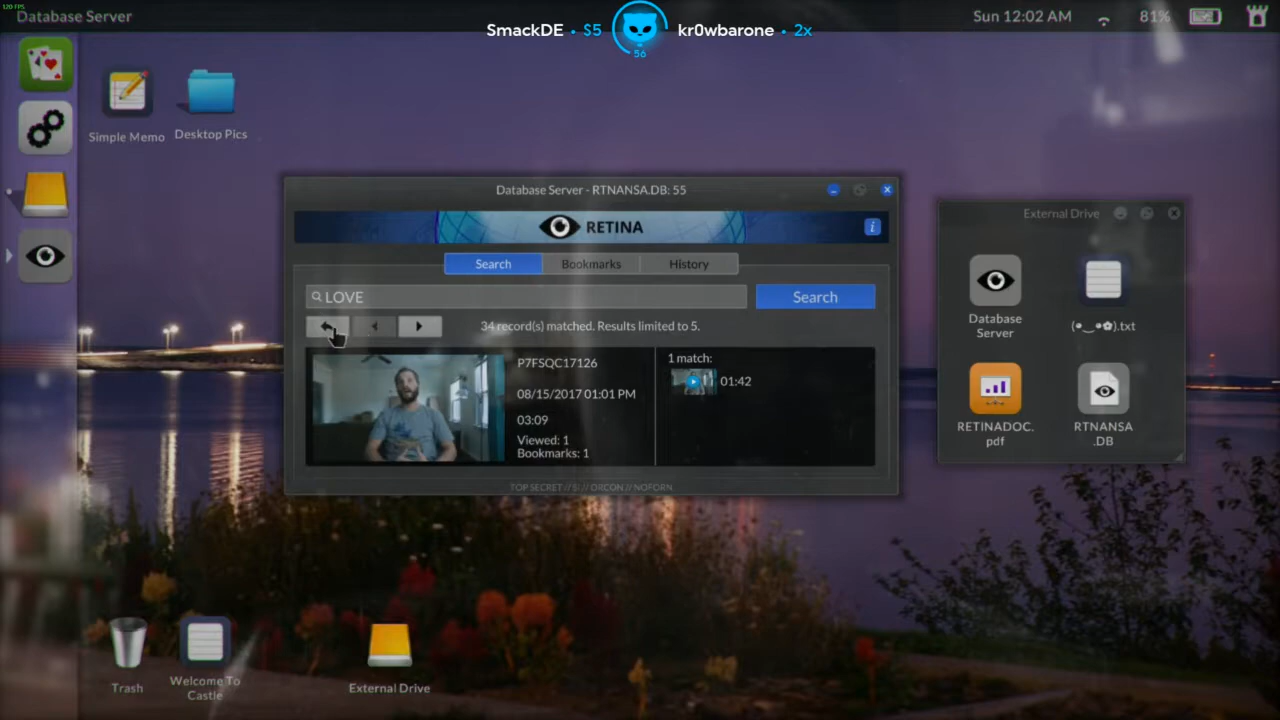 120 FPS
Database Server
SmackDE • $5
56
kr0wbarone • 2x
Sun 12:02 AM
81%
Simple Memo
Desktop Pics
Database Server - RTNANSA.DB: 55
RETINA
i
Search
Bookmarks
History
LOVE
Search
34 record(s) matched. Results limited to 5.
P7FSQC17126
08/15/2017 01:01 PM
03:09
Viewed: 1
Bookmarks: 1
1 match:
01:42
TOP SECRET // SI // ORCON // NOFORN
External Drive
Database
Server
(•‿•✿).txt
RETINADOC.
pdf
RTNANSA
.DB
Trash
Welcome To
Castle
External Drive